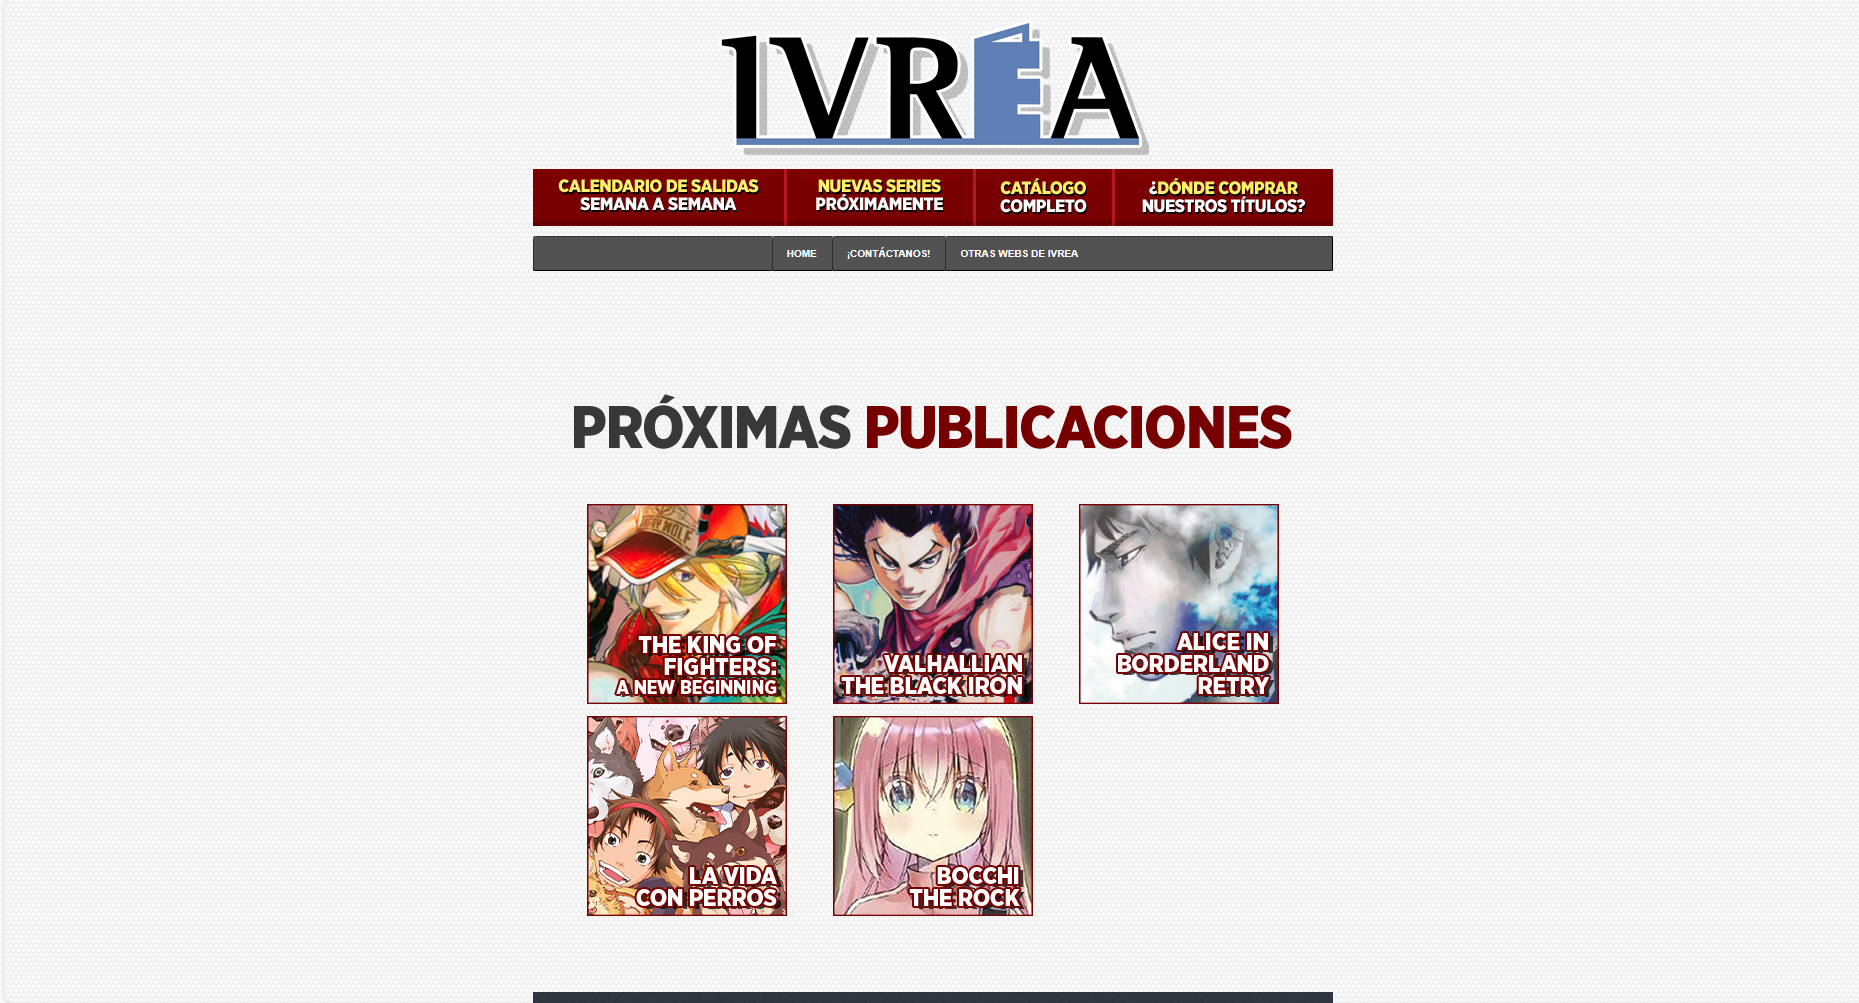 IVREA
CALENDARIO DE SALIDAS
SEMANA A SEMANA
NUEVAS SERIES
PRÓXIMAMENTE
CATÁLOGO
COMPLETO
¿DÓNDE COMPRAR
NUESTROS TÍTULOS?
HOME
¡CONTÁCTANOS!
OTRAS WEBS DE IVREA
PRÓXIMAS PUBLICACIONES
THE KING OF
FIGHTERS:
A NEW BEGINNING
VALHALLIAN
THE BLACK IRON
ALICE IN
BORDERLAND
RETRY
LA VIDA
CON PERROS
BOCCHI
THE ROCK